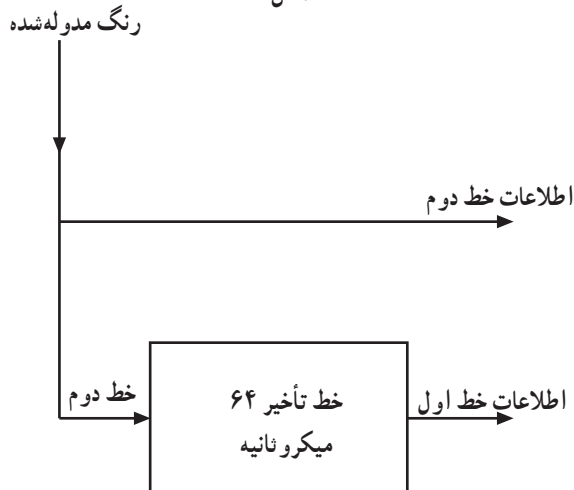 رنگ مدوله‌شده
اطلاعات خط دوم
خط دوم
خط تأخیر ۶۴
میکروثانیه
اطلاعات خط اول